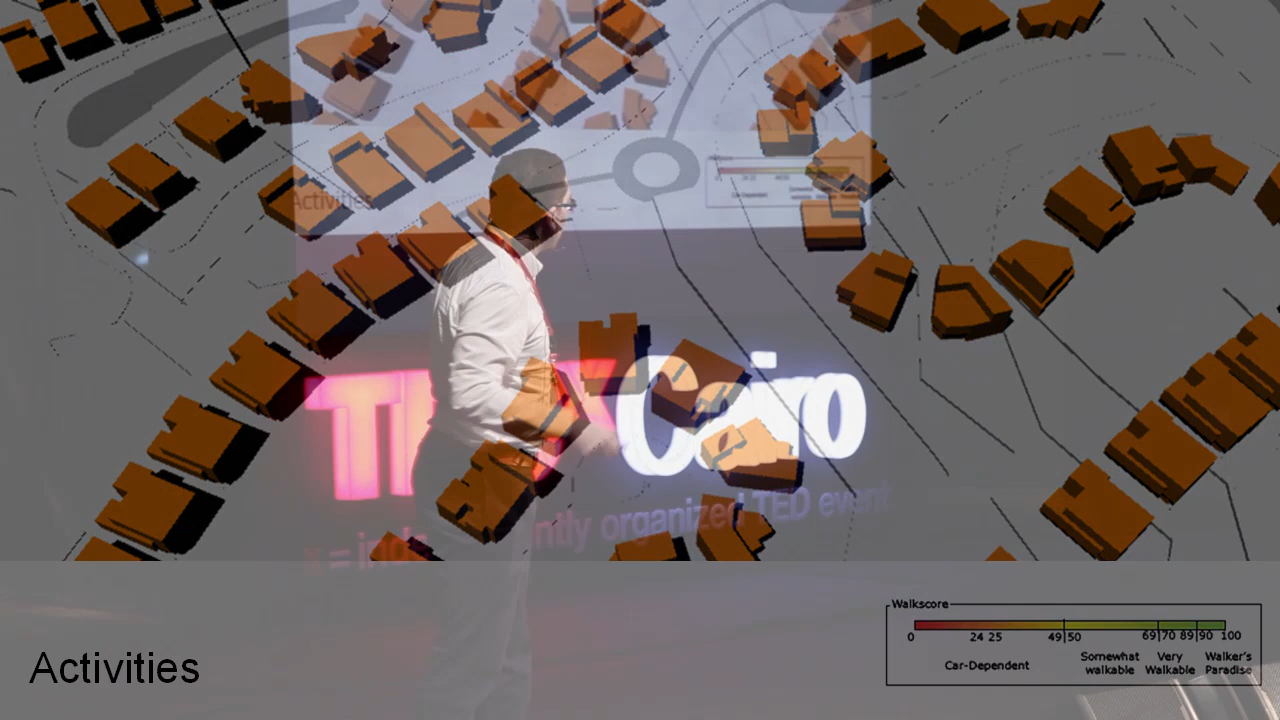 Activities
Cairo
ntly organized TED event
Walkscore
0 24 25 49 50 69 70 89 90 100
Car-Dependent Somewhat walkable Very Walkable Walker's Paradise
Activities